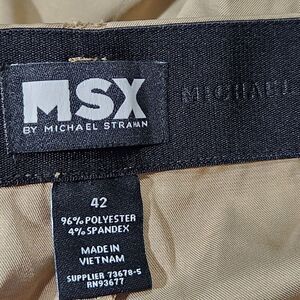 MSX
BY MICHAEL STRAHAN
MICHAEL
42
96% POLYESTER
4% SPANDEX
MADE IN
VIETNAM
SUPPLIER 73678-5
RN93677